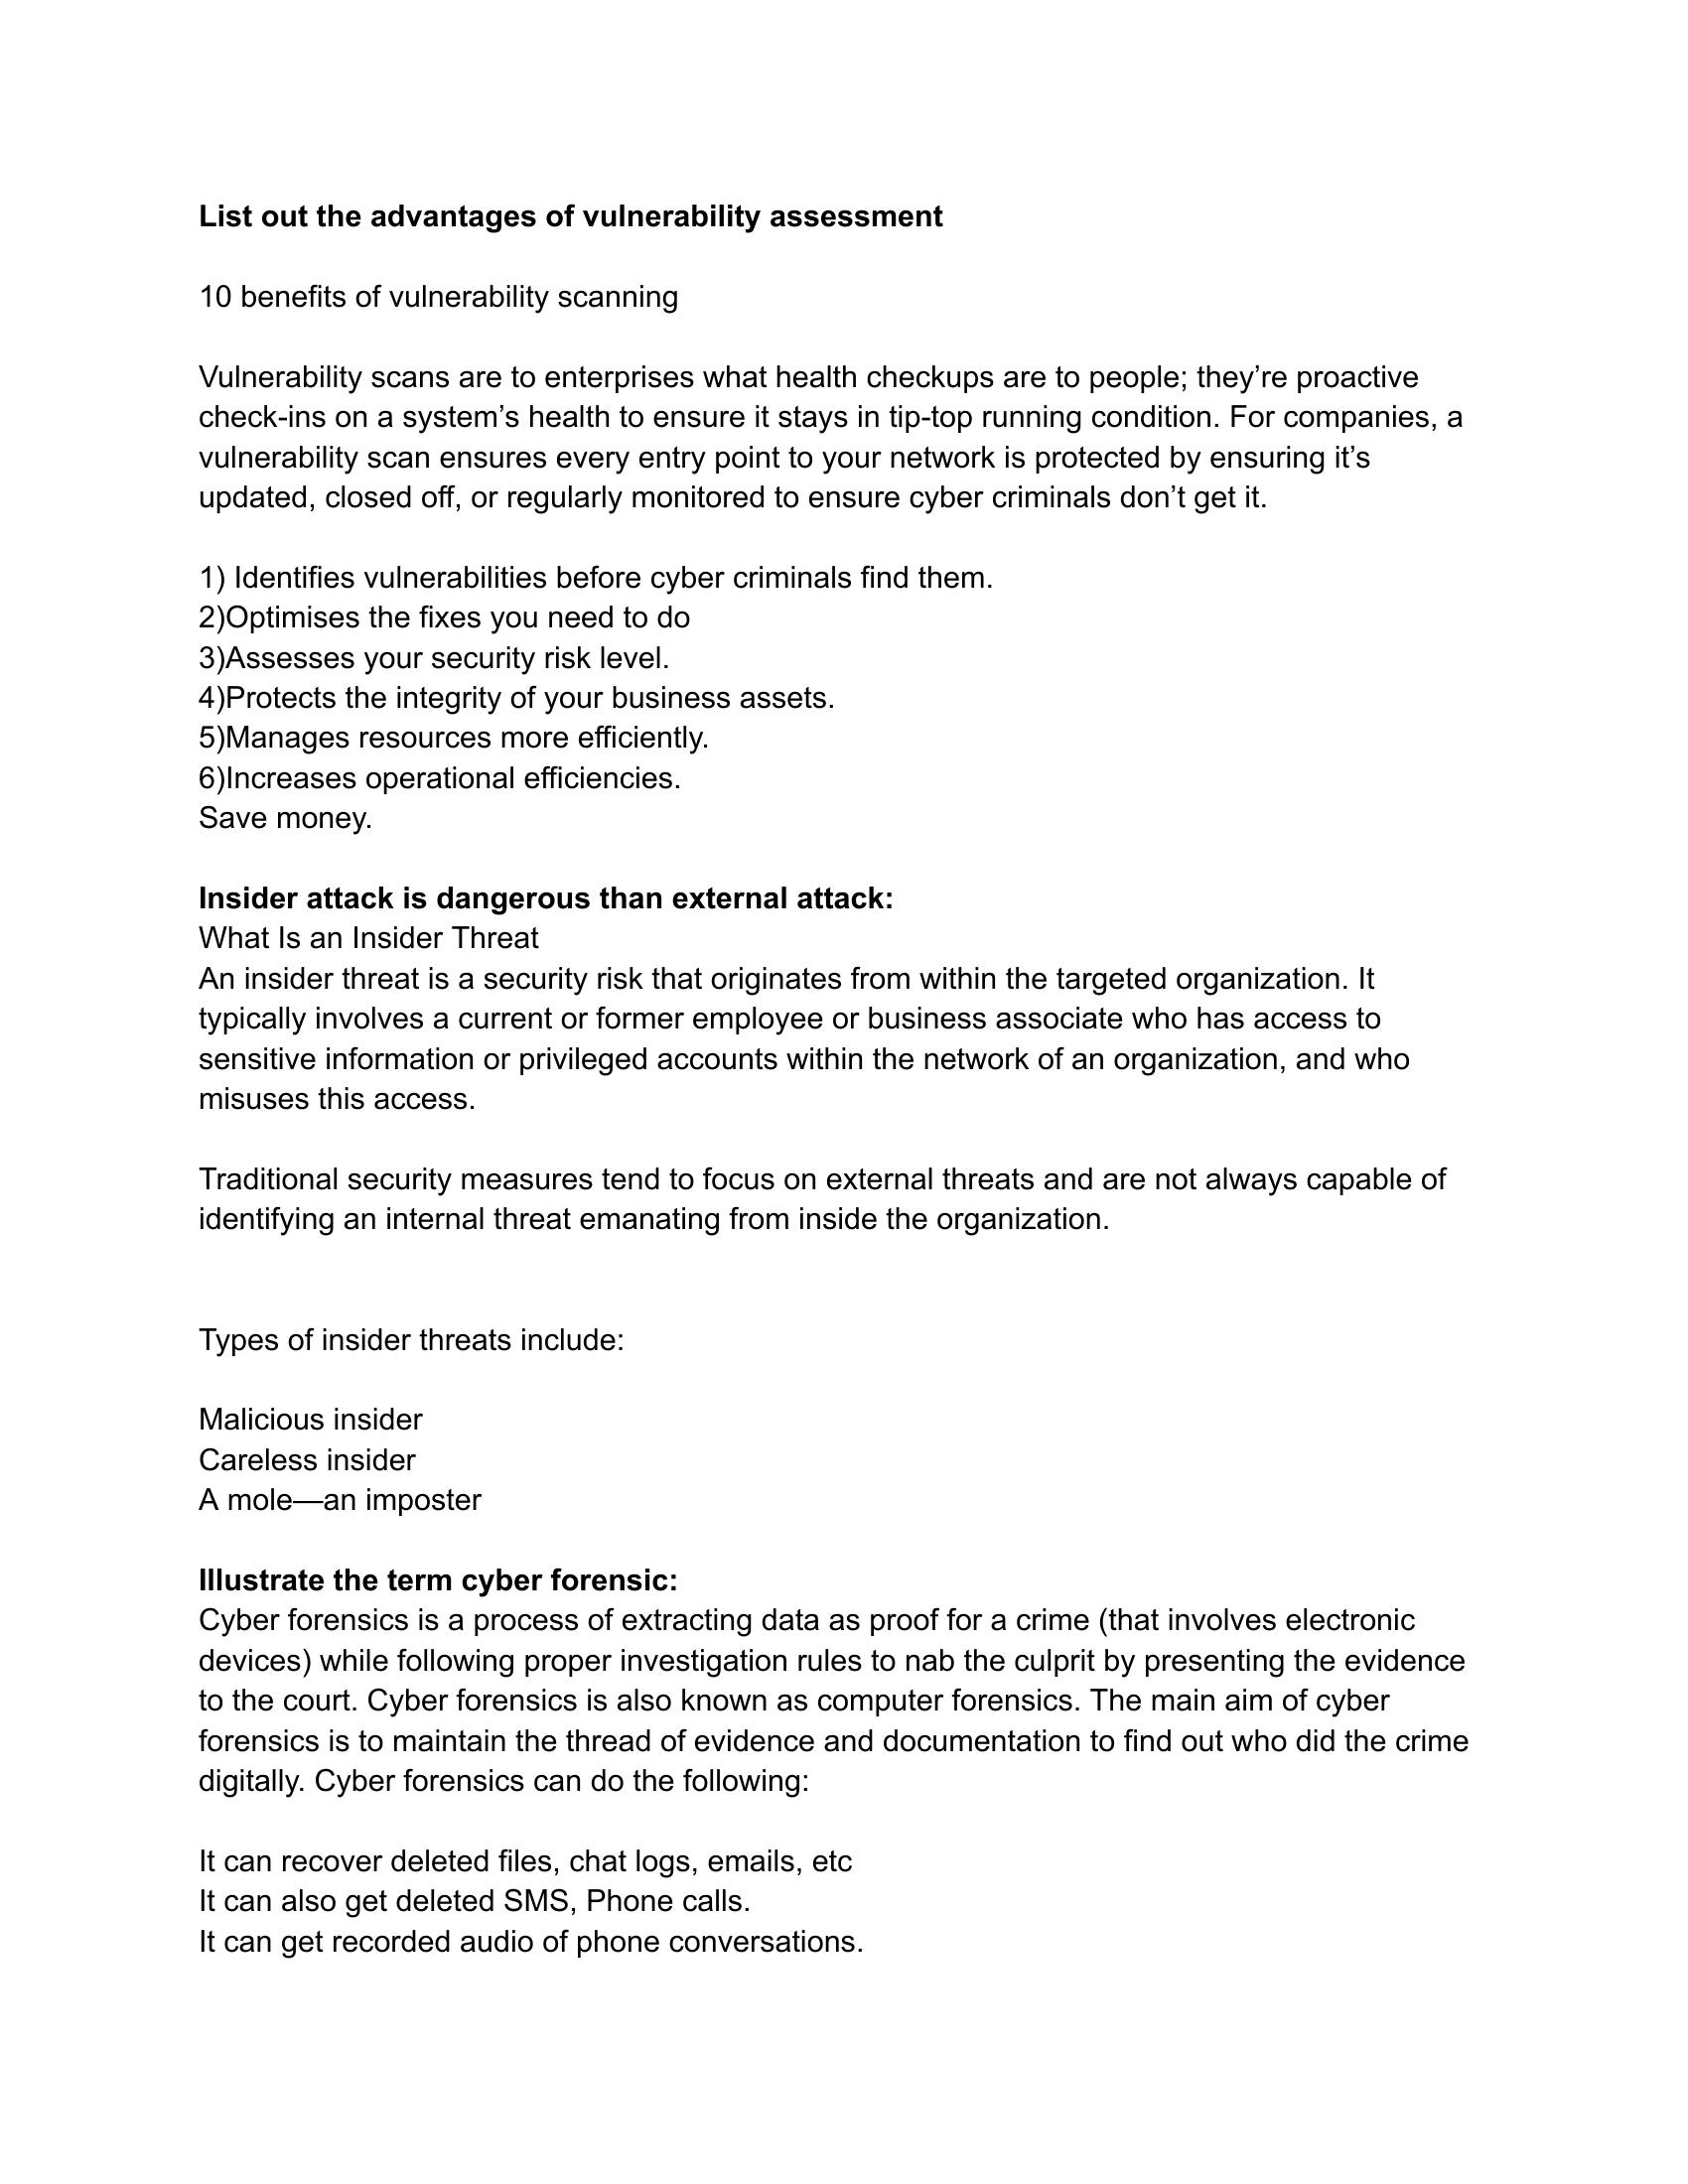 List out the advantages of vulnerability assessment
10 benefits of vulnerability scanning
Vulnerability scans are to enterprises what health checkups are to people; they’re proactive
check-ins on a system’s health to ensure it stays in tip-top running condition. For companies, a
vulnerability scan ensures every entry point to your network is protected by ensuring it’s
updated, closed off, or regularly monitored to ensure cyber criminals don’t get it.
1) Identifies vulnerabilities before cyber criminals find them.
2)Optimises the fixes you need to do
3)Assesses your security risk level.
4)Protects the integrity of your business assets.
5)Manages resources more efficiently.
6)Increases operational efficiencies.
Save money.
Insider attack is dangerous than external attack:
What Is an Insider Threat
An insider threat is a security risk that originates from within the targeted organization. It
typically involves a current or former employee or business associate who has access to
sensitive information or privileged accounts within the network of an organization, and who
misuses this access.
Traditional security measures tend to focus on external threats and are not always capable of
identifying an internal threat emanating from inside the organization.
Types of insider threats include:
Malicious insider
Careless insider
A mole—an imposter
Illustrate the term cyber forensic:
Cyber forensics is a process of extracting data as proof for a crime (that involves electronic
devices) while following proper investigation rules to nab the culprit by presenting the evidence
to the court. Cyber forensics is also known as computer forensics. The main aim of cyber
forensics is to maintain the thread of evidence and documentation to find out who did the crime
digitally. Cyber forensics can do the following:
It can recover deleted files, chat logs, emails, etc
It can also get deleted SMS, Phone calls.
It can get recorded audio of phone conversations.